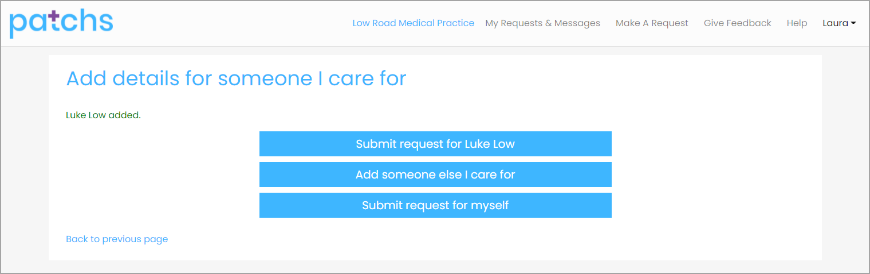 patchs
Low Road Medical Practice My Requests & Messages Make A Request Give Feedback Help Laura
Add details for someone I care for
Luke Low added.
Submit request for Luke Low
Add someone else I care for
Submit request for myself
Back to previous page